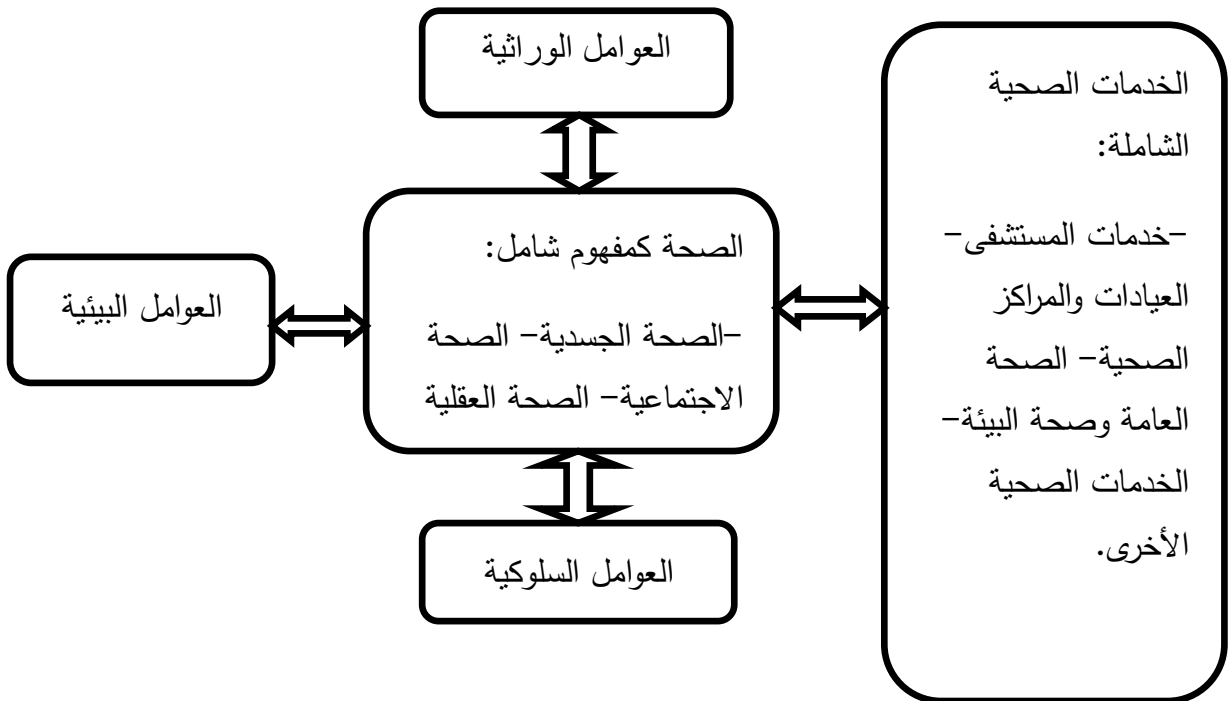 العوامل الوراثية
الخدمات الصحية
الشاملة:
-خدمات المستشفى-
العيادات والمراكز
الصحية- الصحة
العامة وصحة البيئة-
الخدمات الصحية
الأخرى.
الصحة كمفهوم شامل:
-الصحة الجسدية- الصحة
الاجتماعية- الصحة العقلية
العوامل البيئية
العوامل السلوكية